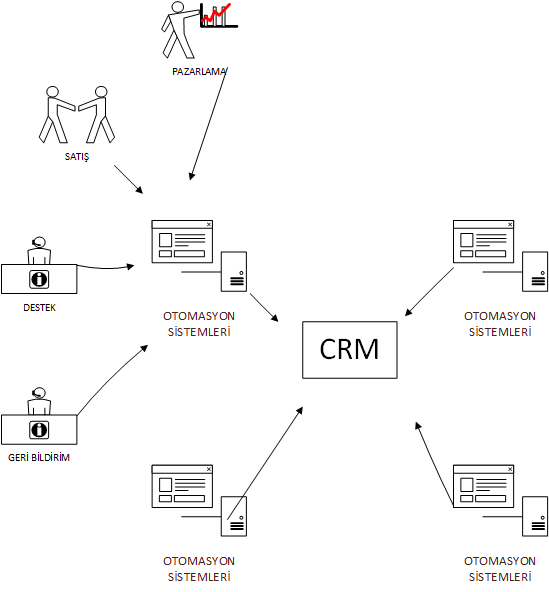 PAZARLAMA
SATIŞ
DESTEK
OTOMASYON
SİSTEMLERİ
OTOMASYON
SİSTEMLERİ
CRM
GERİ BİLDİRİM
OTOMASYON
SİSTEMLERİ
OTOMASYON
SİSTEMLERİ